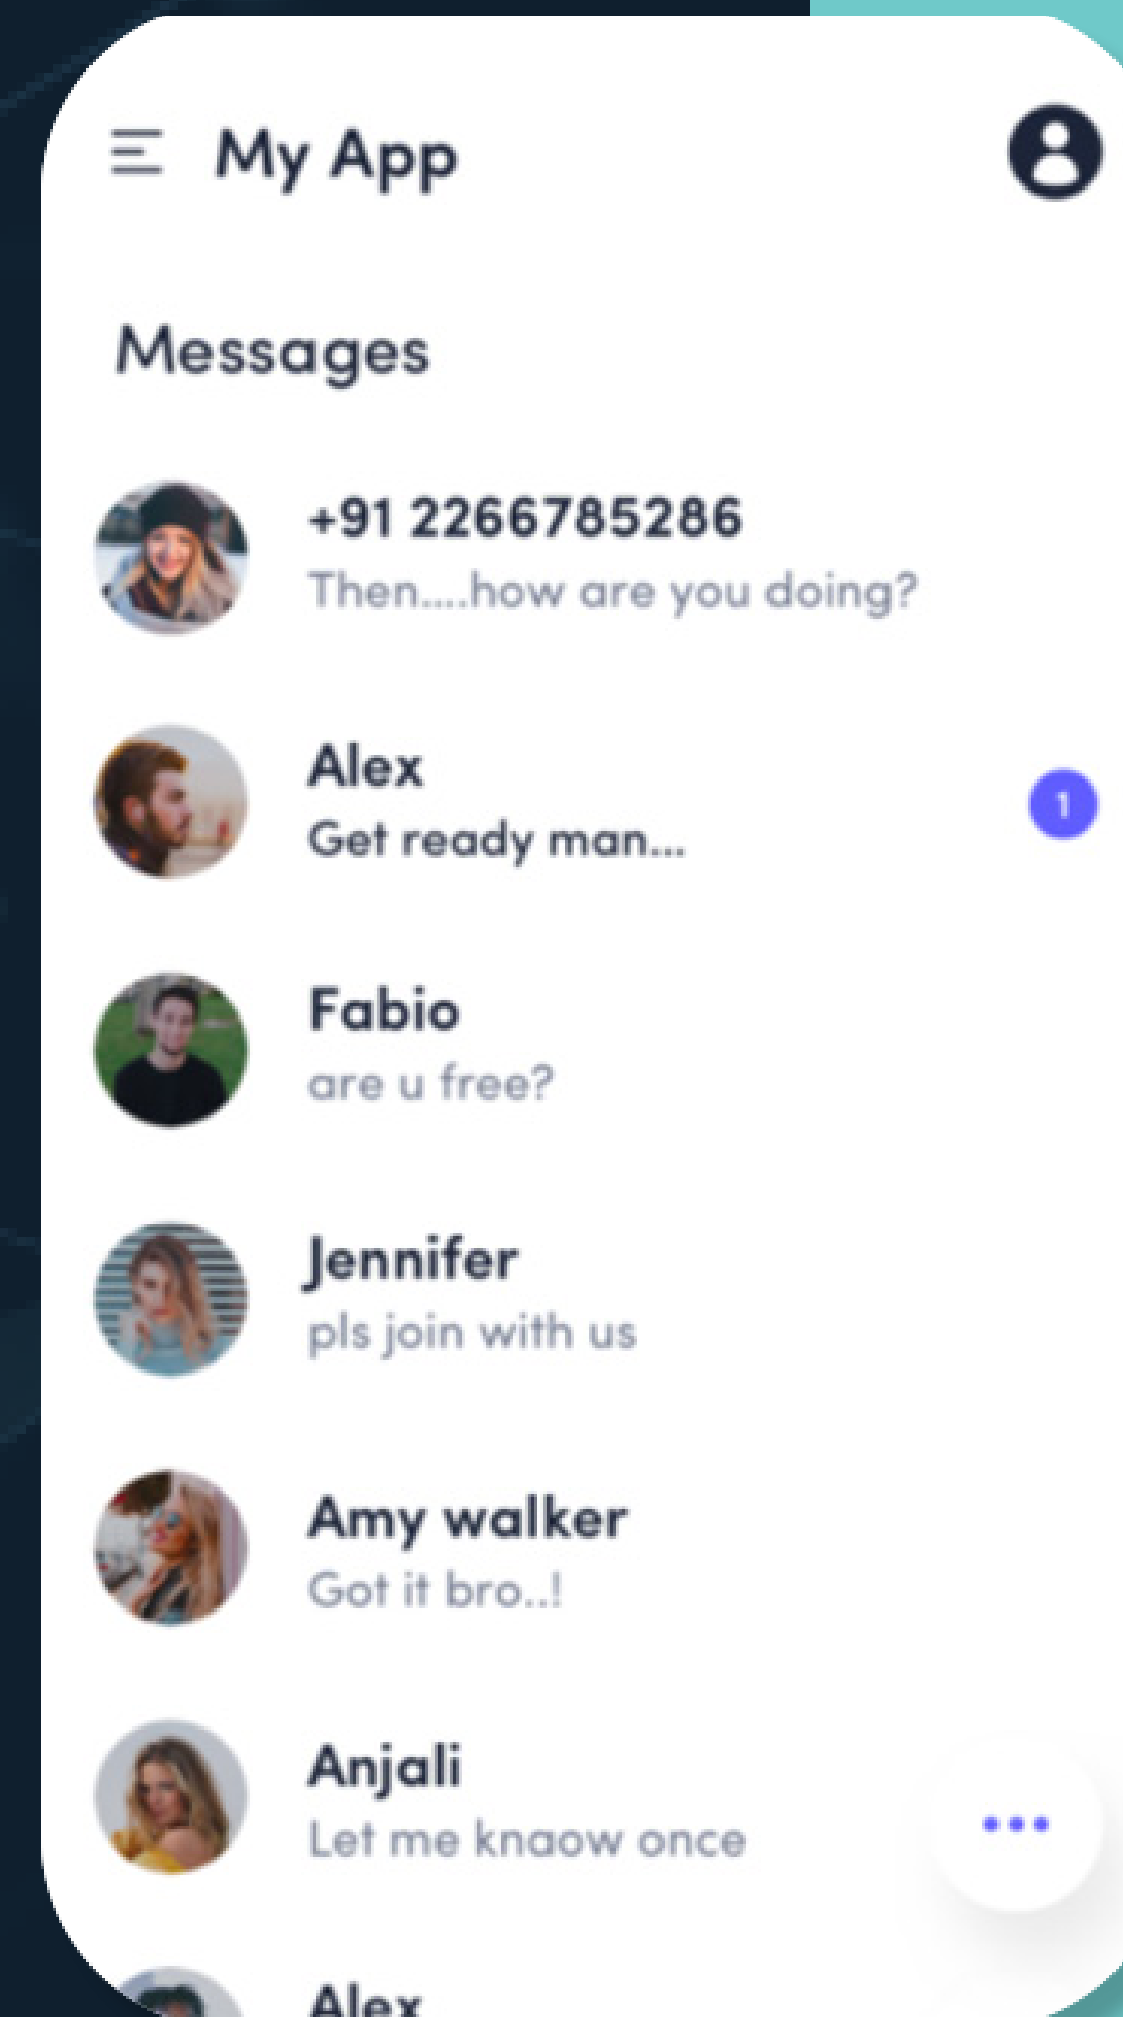 My App
Messages
+91 2266785286
Then....how are you doing?
Alex
Get ready man...
1
Fabio
are u free?
Jennifer
pls join with us
Amy walker
Got it bro..!
Anjali
Let me knaow once
Alex